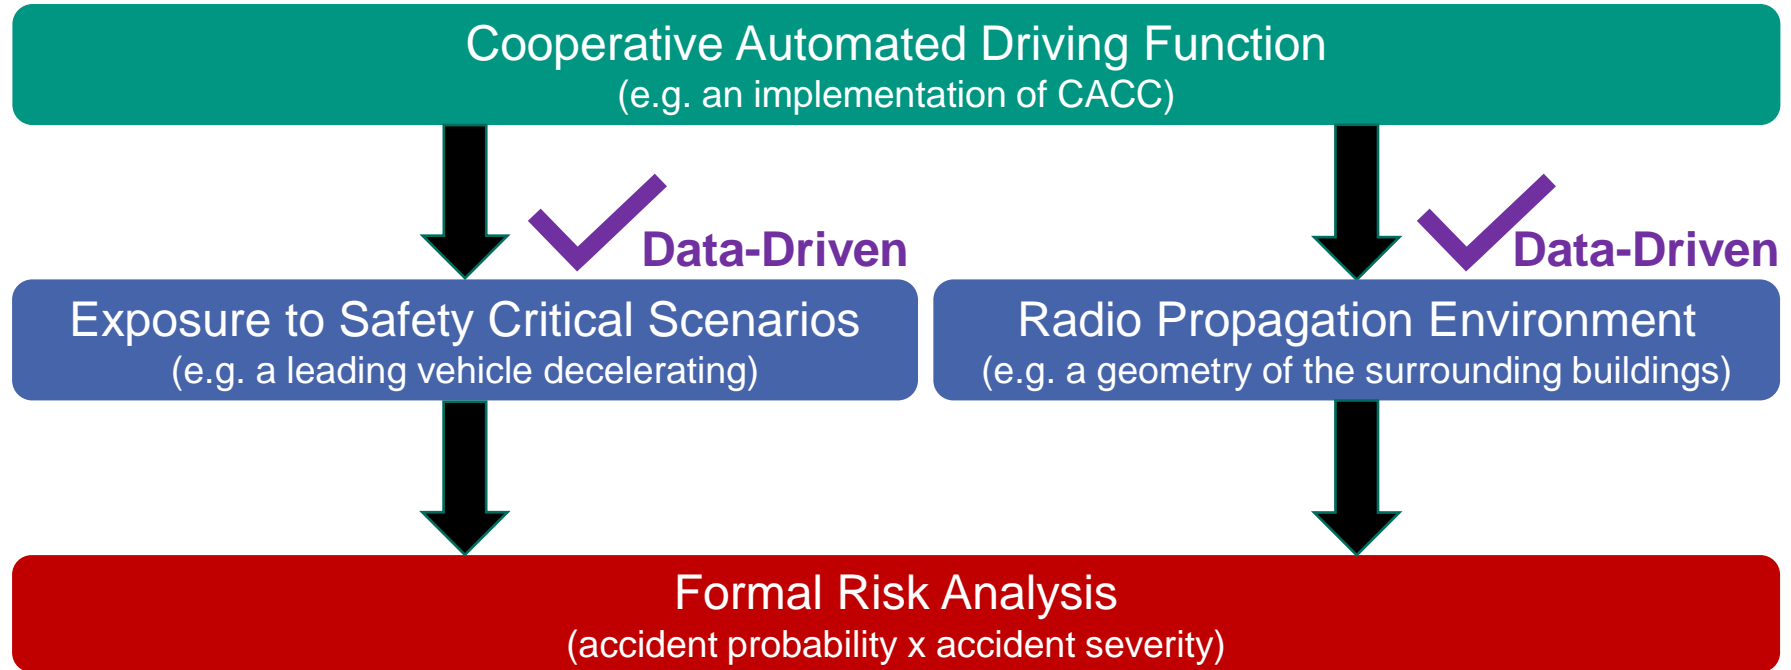 Cooperative Automated Driving Function
(e.g. an implementation of CACC)
Data-Driven
Data-Driven
Exposure to Safety Critical Scenarios
(e.g. a leading vehicle decelerating)
Radio Propagation Environment
(e.g. a geometry of the surrounding buildings)
Formal Risk Analysis
(accident probability x accident severity)